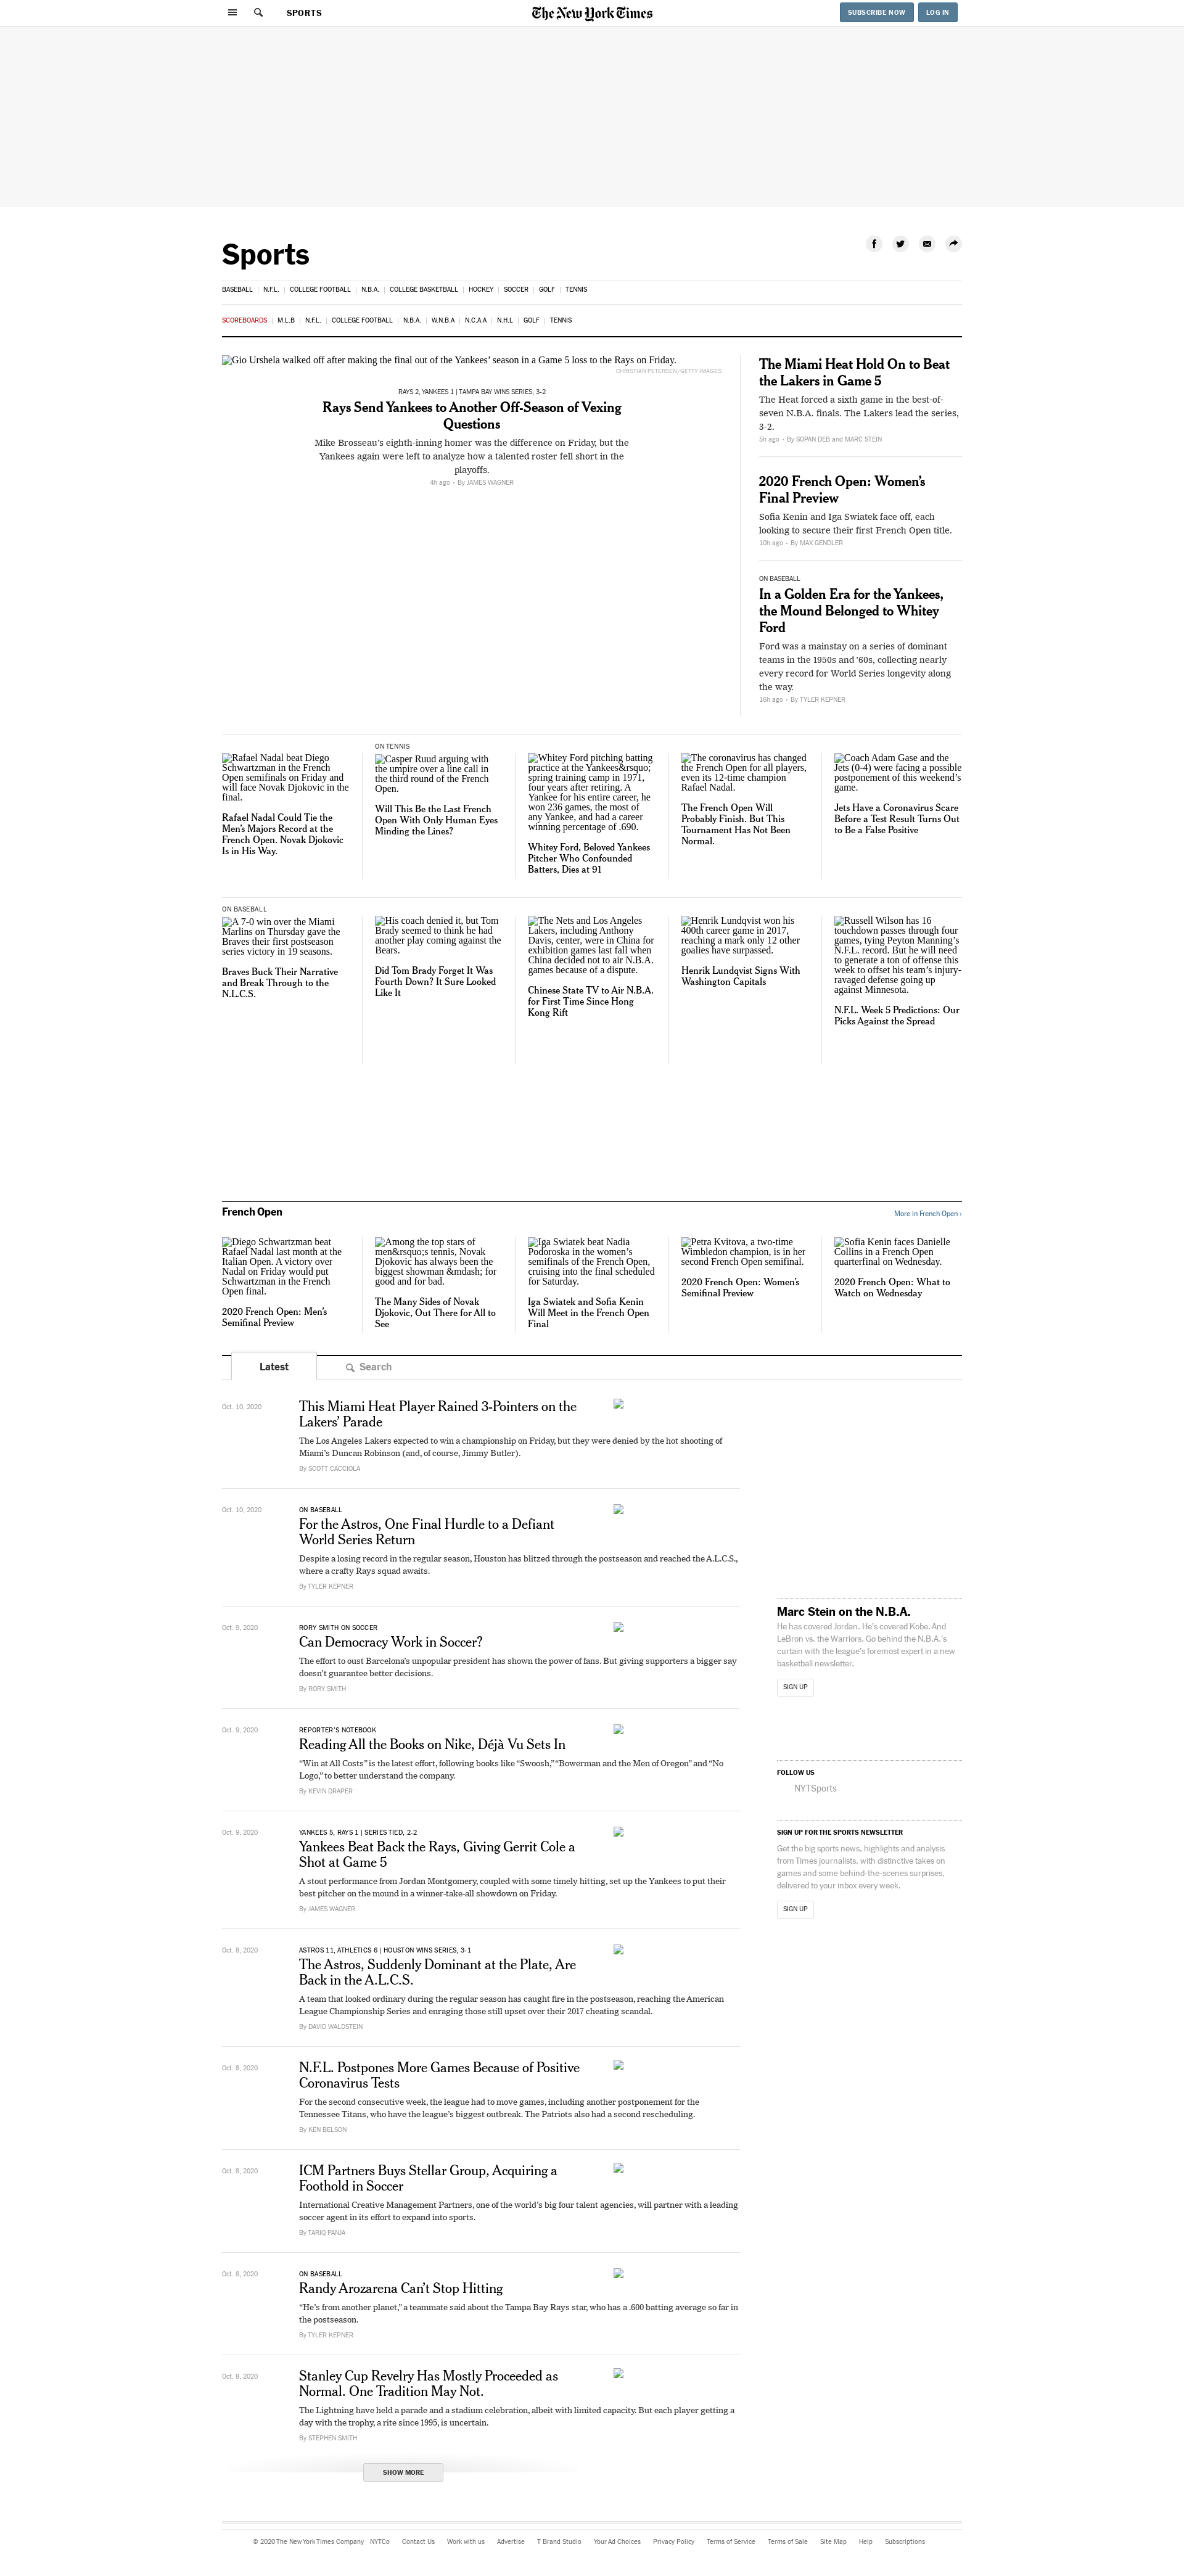 SPORTS
The New York Times
SUBSCRIBE NOW
LOG IN
Sports
BASEBALL | N.F.L. | COLLEGE FOOTBALL | N.B.A. | COLLEGE BASKETBALL | HOCKEY | SOCCER | GOLF | TENNIS
SCOREBOARDS | M.L.B | N.F.L. | COLLEGE FOOTBALL | N.B.A. | W.N.B.A | N.C.A.A | N.H.L | GOLF | TENNIS
Gio Urshela walked off after making the final out of the Yankees’ season in a Game 5 loss to the Rays on Friday.
CHRISTIAN PETERSEN/GETTY IMAGES
RAYS 2, YANKEES 1 | TAMPA BAY WINS SERIES, 3-2
Rays Send Yankees to Another Off-Season of Vexing
Questions
Mike Brosseau’s eighth-inning homer was the difference on Friday, but the
Yankees again were left to analyze how a talented roster fell short in the
playoffs.
4h ago • By JAMES WAGNER
The Miami Heat Hold On to Beat
the Lakers in Game 5
The Heat forced a sixth game in the best-of-
seven N.B.A. finals. The Lakers lead the series,
3-2.
5h ago • By SOPAN DEB and MARC STEIN
2020 French Open: Women’s
Final Preview
Sofia Kenin and Iga Swiatek face off, each
looking to secure their first French Open title.
10h ago • By MAX GENDLER
ON BASEBALL
In a Golden Era for the Yankees,
the Mound Belonged to Whitey
Ford
Ford was a mainstay on a series of dominant
teams in the 1950s and ’60s, collecting nearly
every record for World Series longevity along
the way.
16h ago • By TYLER KEPNER
Rafael Nadal beat Diego
Schwartzman in the French
Open semifinals on Friday and
will face Novak Djokovic in the
final.
Rafael Nadal Could Tie the
Men’s Majors Record at the
French Open. Novak Djokovic
Is in His Way.
ON TENNIS
Casper Ruud arguing with
the umpire over a line call in
the third round of the French
Open.
Will This Be the Last French
Open With Only Human Eyes
Minding the Lines?
Whitey Ford pitching batting
practice at the Yankees&rsquo;
spring training camp in 1971,
four years after retiring. A
Yankee for his entire career, he
won 236 games, the most of
any Yankee, and had a career
winning percentage of .690.
Whitey Ford, Beloved Yankees
Pitcher Who Confounded
Batters, Dies at 91
The coronavirus has changed
the French Open for all players,
even its 12-time champion
Rafael Nadal.
The French Open Will
Probably Finish. But This
Tournament Has Not Been
Normal.
Coach Adam Gase and the
Jets (0-4) were facing a possible
postponement of this weekend’s
game.
Jets Have a Coronavirus Scare
Before a Test Result Turns Out
to Be a False Positive
ON BASEBALL
A 7-0 win over the Miami
Marlins on Thursday gave the
Braves their first postseason
series victory in 19 seasons.
Braves Buck Their Narrative
and Break Through to the
N.L.C.S.
His coach denied it, but Tom
Brady seemed to think he had
another play coming against the
Bears.
Did Tom Brady Forget It Was
Fourth Down? It Sure Looked
Like It
The Nets and Los Angeles
Lakers, including Anthony
Davis, center, were in China for
exhibition games last fall when
China decided not to air N.B.A.
games because of a dispute.
Chinese State TV to Air N.B.A.
for First Time Since Hong
Kong Rift
Henrik Lundqvist won his
400th career game in 2017,
reaching a mark only 12 other
goalies have surpassed.
Henrik Lundqvist Signs With
Washington Capitals
Russell Wilson has 16
touchdown passes through four
games, tying Peyton Manning’s
N.F.L. record. But he will need
to generate a ton of offense this
week to offset his team’s injury-
ravaged defense going up
against Minnesota.
N.F.L. Week 5 Predictions: Our
Picks Against the Spread
French Open
More in French Open ›
Diego Schwartzman beat
Rafael Nadal last month at the
Italian Open. A victory over
Nadal on Friday would put
Schwartzman in the French
Open final.
2020 French Open: Men’s
Semifinal Preview
Among the top stars of
men&rsquo;s tennis, Novak
Djokovic has always been the
biggest showman &mdash; for
good and for bad.
The Many Sides of Novak
Djokovic, Out There for All to
See
Iga Swiatek beat Nadia
Podoroska in the women’s
semifinals of the French Open,
cruising into the final scheduled
for Saturday.
Iga Swiatek and Sofia Kenin
Will Meet in the French Open
Final
Petra Kvitova, a two-time
Wimbledon champion, is in her
second French Open semifinal.
2020 French Open: Women’s
Semifinal Preview
Sofia Kenin faces Danielle
Collins in a French Open
quarterfinal on Wednesday.
2020 French Open: What to
Watch on Wednesday
Latest
Search
Oct. 10, 2020
This Miami Heat Player Rained 3-Pointers on the
Lakers’ Parade
The Los Angeles Lakers expected to win a championship on Friday, but they were denied by the hot shooting of
Miami’s Duncan Robinson (and, of course, Jimmy Butler).
By SCOTT CACCIOLA
Oct. 10, 2020
ON BASEBALL
For the Astros, One Final Hurdle to a Defiant
World Series Return
Despite a losing record in the regular season, Houston has blitzed through the postseason and reached the A.L.C.S.,
where a crafty Rays squad awaits.
By TYLER KEPNER
Oct. 9, 2020
RORY SMITH ON SOCCER
Can Democracy Work in Soccer?
The effort to oust Barcelona’s unpopular president has shown the power of fans. But giving supporters a bigger say
doesn’t guarantee better decisions.
By RORY SMITH
Oct. 9, 2020
REPORTER’S NOTEBOOK
Reading All the Books on Nike, Déjà Vu Sets In
“Win at All Costs” is the latest effort, following books like “Swoosh,” “Bowerman and the Men of Oregon” and “No
Logo,” to better understand the company.
By KEVIN DRAPER
Oct. 9, 2020
YANKEES 5, RAYS 1 | SERIES TIED, 2-2
Yankees Beat Back the Rays, Giving Gerrit Cole a
Shot at Game 5
A stout performance from Jordan Montgomery, coupled with some timely hitting, set up the Yankees to put their
best pitcher on the mound in a winner-take-all showdown on Friday.
By JAMES WAGNER
Oct. 8, 2020
ASTROS 11, ATHLETICS 6 | HOUSTON WINS SERIES, 3-1
The Astros, Suddenly Dominant at the Plate, Are
Back in the A.L.C.S.
A team that looked ordinary during the regular season has caught fire in the postseason, reaching the American
League Championship Series and enraging those still upset over their 2017 cheating scandal.
By DAVID WALDSTEIN
Oct. 8, 2020
N.F.L. Postpones More Games Because of Positive
Coronavirus Tests
For the second consecutive week, the league had to move games, including another postponement for the
Tennessee Titans, who have the league’s biggest outbreak. The Patriots also had a second rescheduling.
By KEN BELSON
Oct. 8, 2020
ICM Partners Buys Stellar Group, Acquiring a
Foothold in Soccer
International Creative Management Partners, one of the world’s big four talent agencies, will partner with a leading
soccer agent in its effort to expand into sports.
By TARIQ PANJA
Oct. 8, 2020
ON BASEBALL
Randy Arozarena Can’t Stop Hitting
“He’s from another planet,” a teammate said about the Tampa Bay Rays star, who has a .600 batting average so far in
the postseason.
By TYLER KEPNER
Oct. 8, 2020
Stanley Cup Revelry Has Mostly Proceeded as
Normal. One Tradition May Not.
The Lightning have held a parade and a stadium celebration, albeit with limited capacity. But each player getting a
day with the trophy, a rite since 1995, is uncertain.
By STEPHEN SMITH
SHOW MORE
Marc Stein on the N.B.A.
He has covered Jordan. He’s covered Kobe. And
LeBron vs. the Warriors. Go behind the N.B.A.’s
curtain with the league’s foremost expert in a new
basketball newsletter.
SIGN UP
FOLLOW US
NYTSports
SIGN UP FOR THE SPORTS NEWSLETTER
Get the big sports news, highlights and analysis
from Times journalists, with distinctive takes on
games and some behind-the-scenes surprises,
delivered to your inbox every week.
SIGN UP
© 2020 The New York Times Company NYTCo Contact Us Work with us Advertise T Brand Studio Your Ad Choices Privacy Policy Terms of Service Terms of Sale Site Map Help Subscriptions